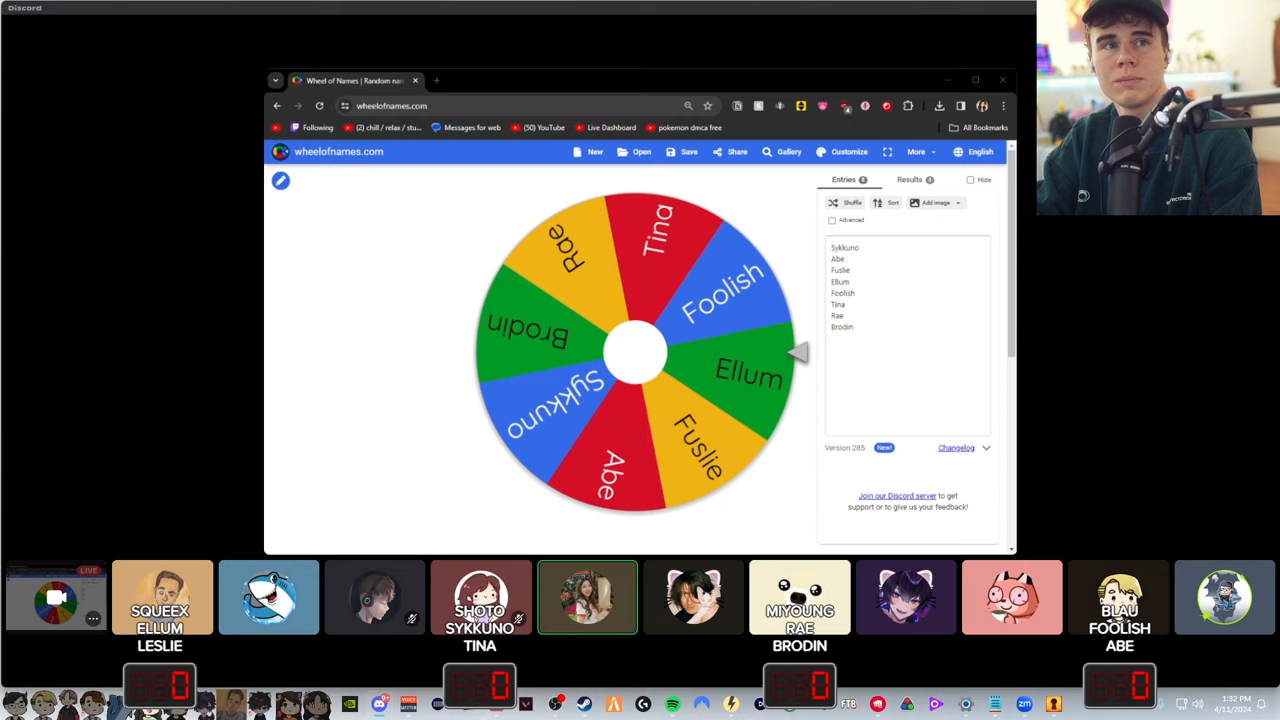 Discord
Wheel of Names | Random na
wheelofnames.com
Following
(2) chill / relax / stu...
Messages for web
(50) YouTube
Live Dashboard
pokemon dmca free
All Bookmarks
wheelofnames.com
New
Open
Save
Share
Gallery
Customize
More
English
Entries 8
Results 4
Hide
Shuffle
Sort
Add image
Advanced
Sykkuno
Abe
Fuslie
Ellum
Foolish
Tina
Rae
Brodin
Tina
Foolish
Ellum
Fuslie
Abe
Sykkuno
Brodin
Rae
Version 285
New!
Changelog
Join our Discord server to get
support or to give us your feedback!
LIVE
SQUEEX
ELLUM
LESLIE
SHOTO
SYKKUNO
TINA
MIYOUNG
RAE
BRODIN
BLAU
FOOLISH
ABE
0
0
0
0
9+
FTB
zm
1:32 PM
4/11/2024